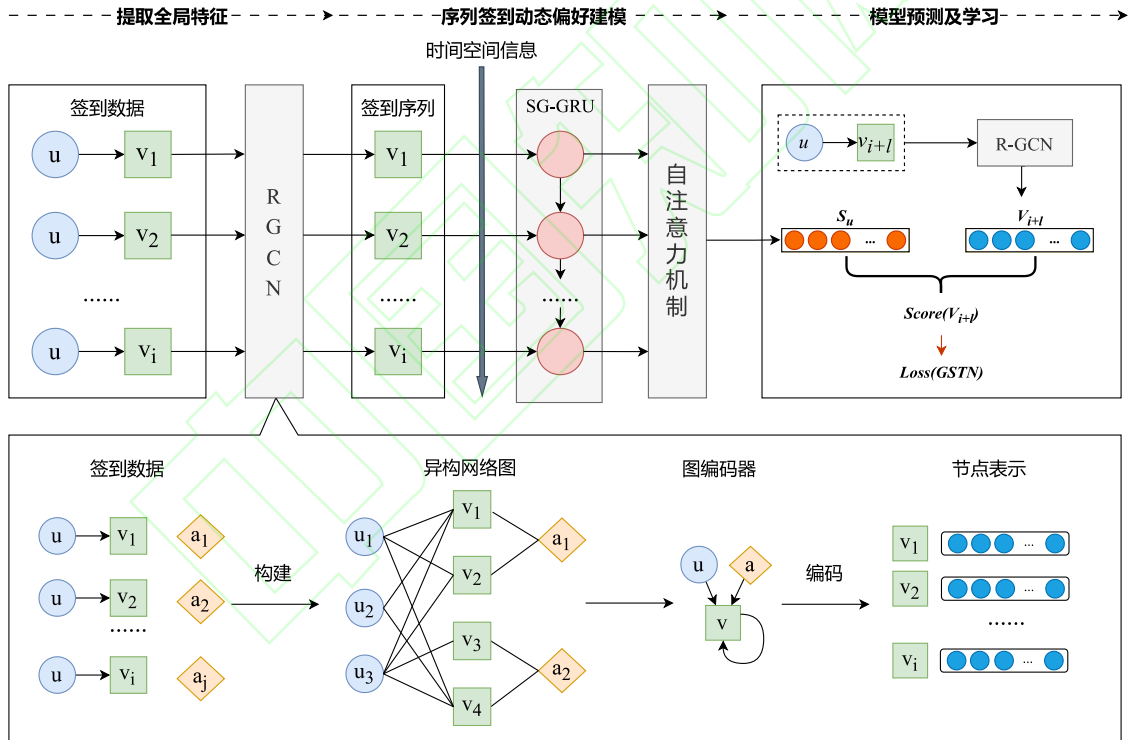 提取全局特征 序列签到动态偏好建模 模型预测及学习
时间空间信息
签到数据 签到序列 SG-GRU
u v1 v1
u v2 v2
...... ...... ......
u vi vi
RGCN
自注意力机制
u vi+l R-GCN
Su Vi+l
... ...
Score(Vi+l)
Loss(GSTN)
签到数据 异构网络图 图编码器 节点表示
u v1 a1
u v2 a2
......
u vi aj
构建
u1 v1 a1
u2 v2
u3 v3 a2
v4
u a
v
编码
v1 ...
v2 ...
......
vi ...